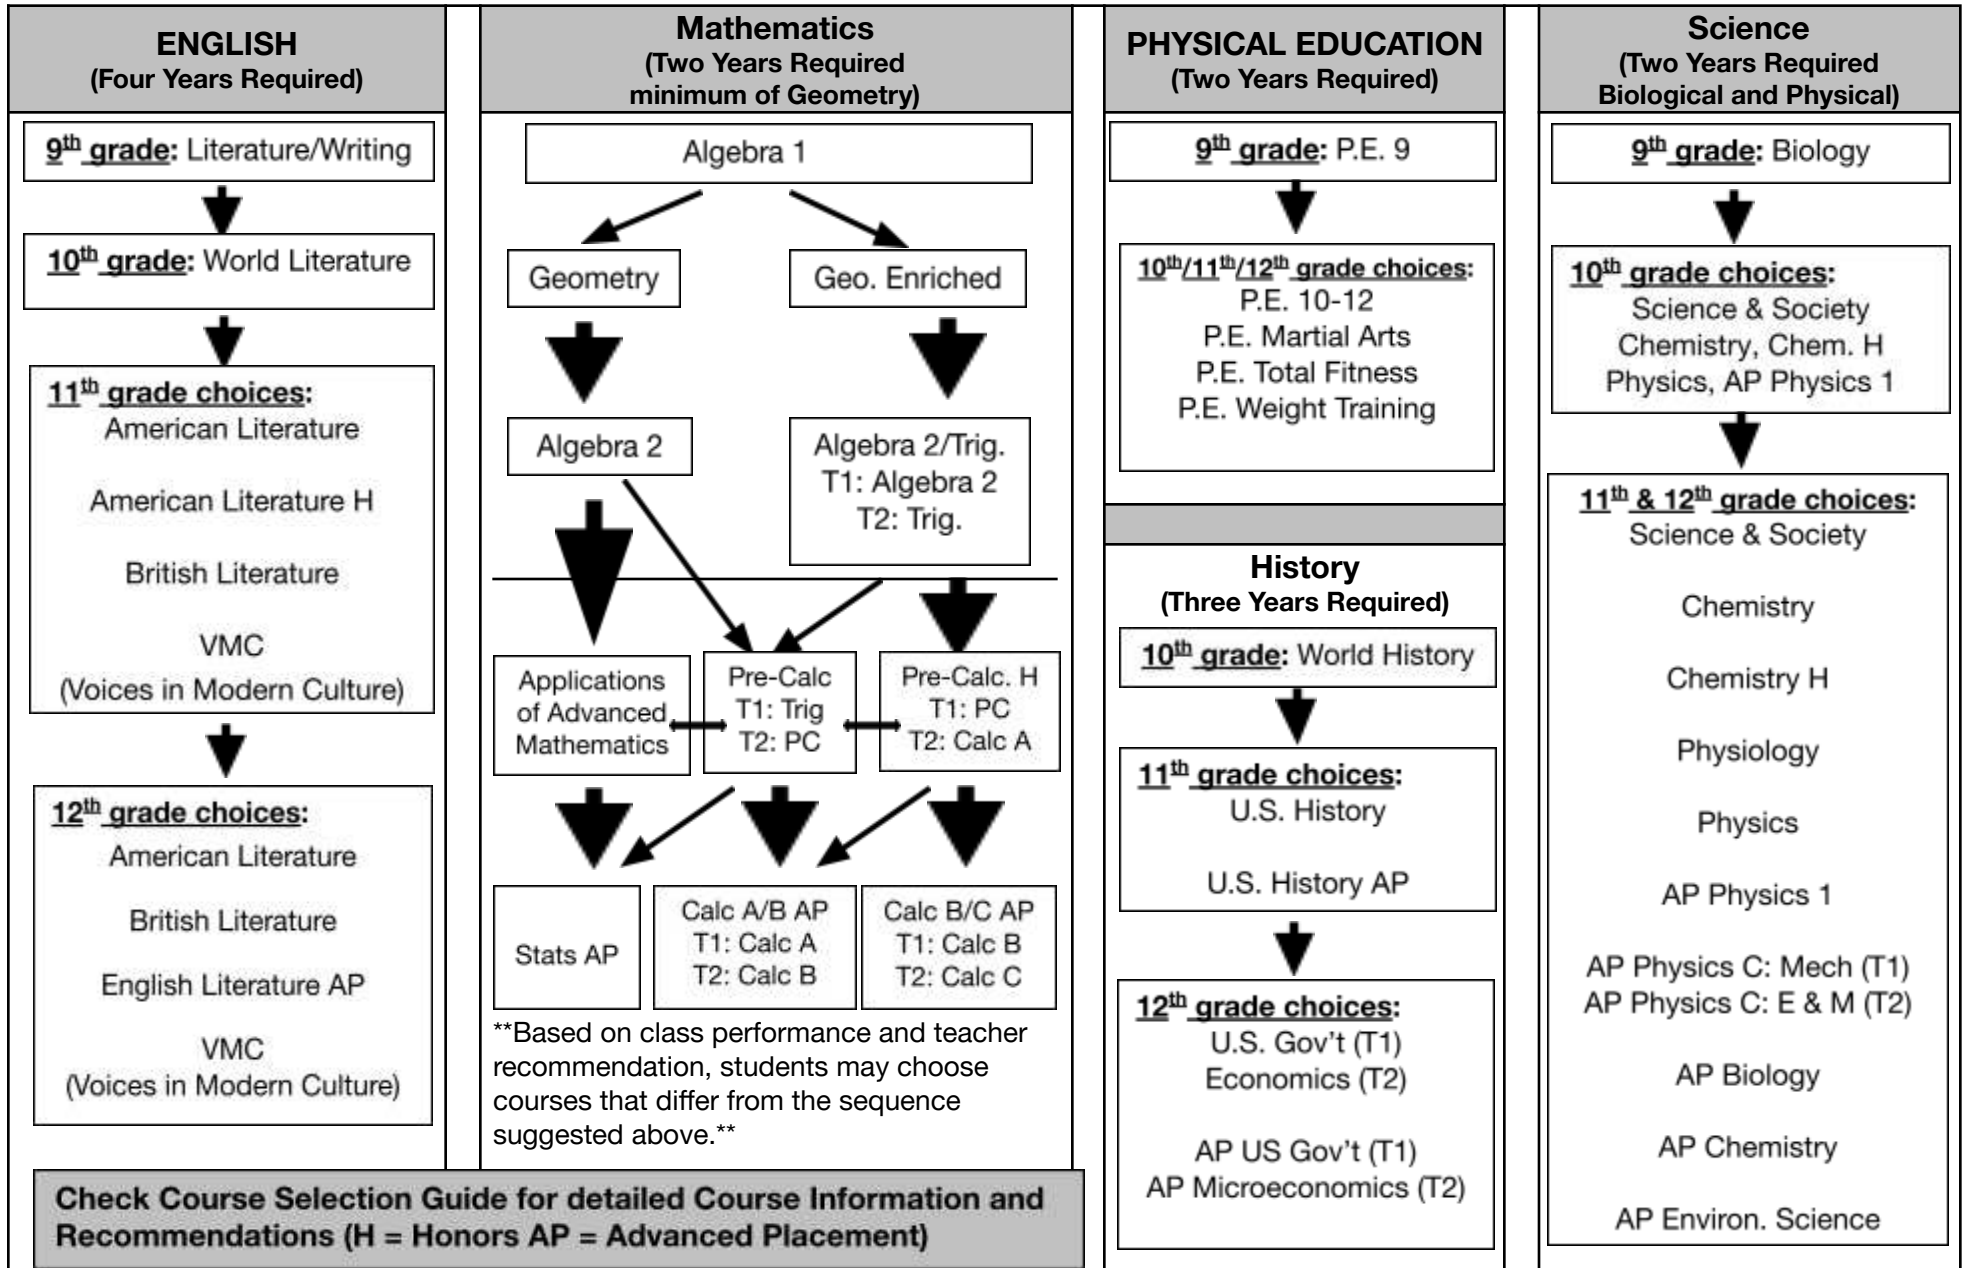 ENGLISH
(Four Years Required)
9th grade: Literature/Writing
10th grade: World Literature
11th grade choices:
American Literature
American Literature H
British Literature
VMC
(Voices in Modern Culture)
12th grade choices:
American Literature
British Literature
English Literature AP
VMC
(Voices in Modern Culture)
Mathematics
(Two Years Required
minimum of Geometry)
Algebra 1
Geometry
Geo. Enriched
Algebra 2
Algebra 2/Trig.
T1: Algebra 2
T2: Trig.
Applications
of Advanced
Mathematics
Pre-Calc
T1: Trig
T2: PC
Pre-Calc. H
T1: PC
T2: Calc A
Stats AP
Calc A/B AP
T1: Calc A
T2: Calc B
Calc B/C AP
T1: Calc B
T2: Calc C
**Based on class performance and teacher
recommendation, students may choose
courses that differ from the sequence
suggested above.**
Check Course Selection Guide for detailed Course Information and
Recommendations (H = Honors AP = Advanced Placement)
PHYSICAL EDUCATION
(Two Years Required)
9th grade: P.E. 9
10th/11th/12th grade choices:
P.E. 10-12
P.E. Martial Arts
P.E. Total Fitness
P.E. Weight Training
History
(Three Years Required)
10th grade: World History
11th grade choices:
U.S. History
U.S. History AP
12th grade choices:
U.S. Gov't (T1)
Economics (T2)
AP US Gov't (T1)
AP Microeconomics (T2)
Science
(Two Years Required
Biological and Physical)
9th grade: Biology
10th grade choices:
Science & Society
Chemistry, Chem. H
Physics, AP Physics 1
11th & 12th grade choices:
Science & Society
Chemistry
Chemistry H
Physiology
Physics
AP Physics 1
AP Physics C: Mech (T1)
AP Physics C: E & M (T2)
AP Biology
AP Chemistry
AP Environ. Science